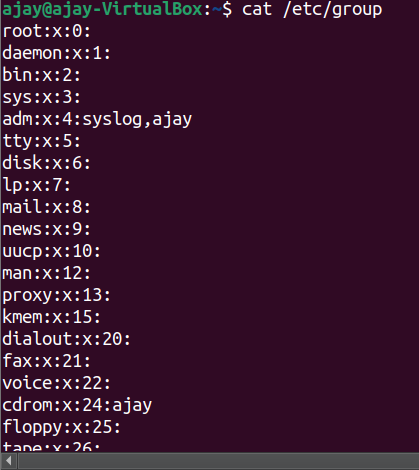 ajay@ajay-VirtualBox:~$ cat /etc/group
root:x:0:
daemon:x:1:
bin:x:2:
sys:x:3:
adm:x:4:syslog,ajay
tty:x:5:
disk:x:6:
lp:x:7:
mail:x:8:
news:x:9:
uucp:x:10:
man:x:12:
proxy:x:13:
kmem:x:15:
dialout:x:20:
fax:x:21:
voice:x:22:
cdrom:x:24:ajay
floppy:x:25:
tape:x:26: